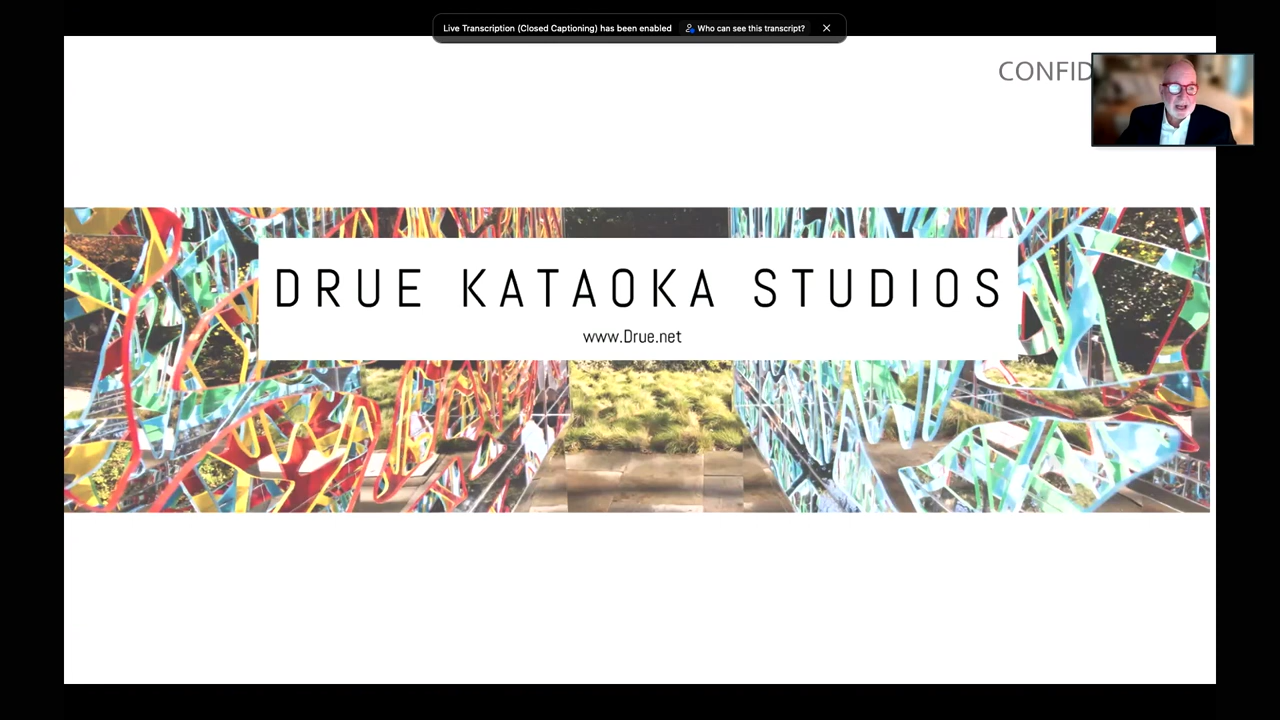 Live Transcription (Closed Captioning) has been enabled Who can see this transcript?
CONFID
DRUE KATAOKA STUDIOS
www.Drue.net